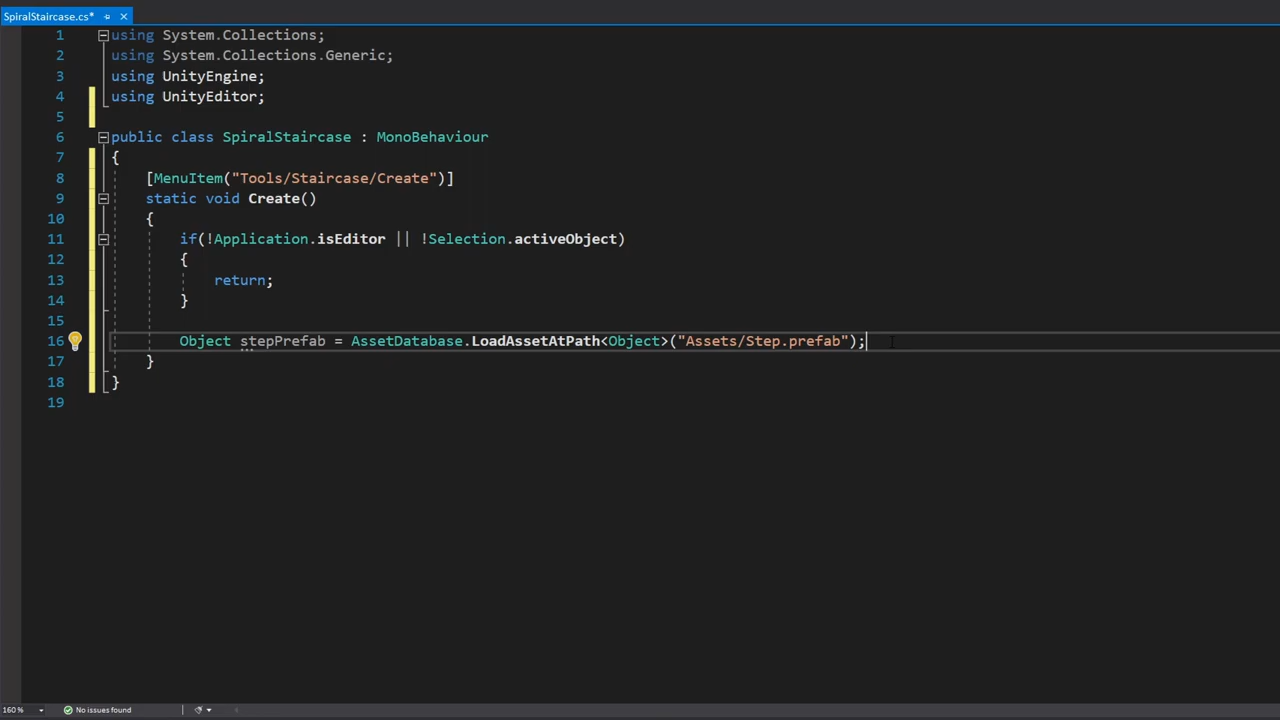 SpiralStaircase.cs*
1 using System.Collections;
2 using System.Collections.Generic;
3 using UnityEngine;
4 using UnityEditor;
5
6 public class SpiralStaircase : MonoBehaviour
7 {
8 [MenuItem("Tools/Staircase/Create")]
9 static void Create()
10 {
11 if(!Application.isEditor || !Selection.activeObject)
12 {
13 return;
14 }
15
16 Object stepPrefab = AssetDatabase.LoadAssetAtPath<Object>("Assets/Step.prefab");
17 }
18 }
19
160 % No issues found